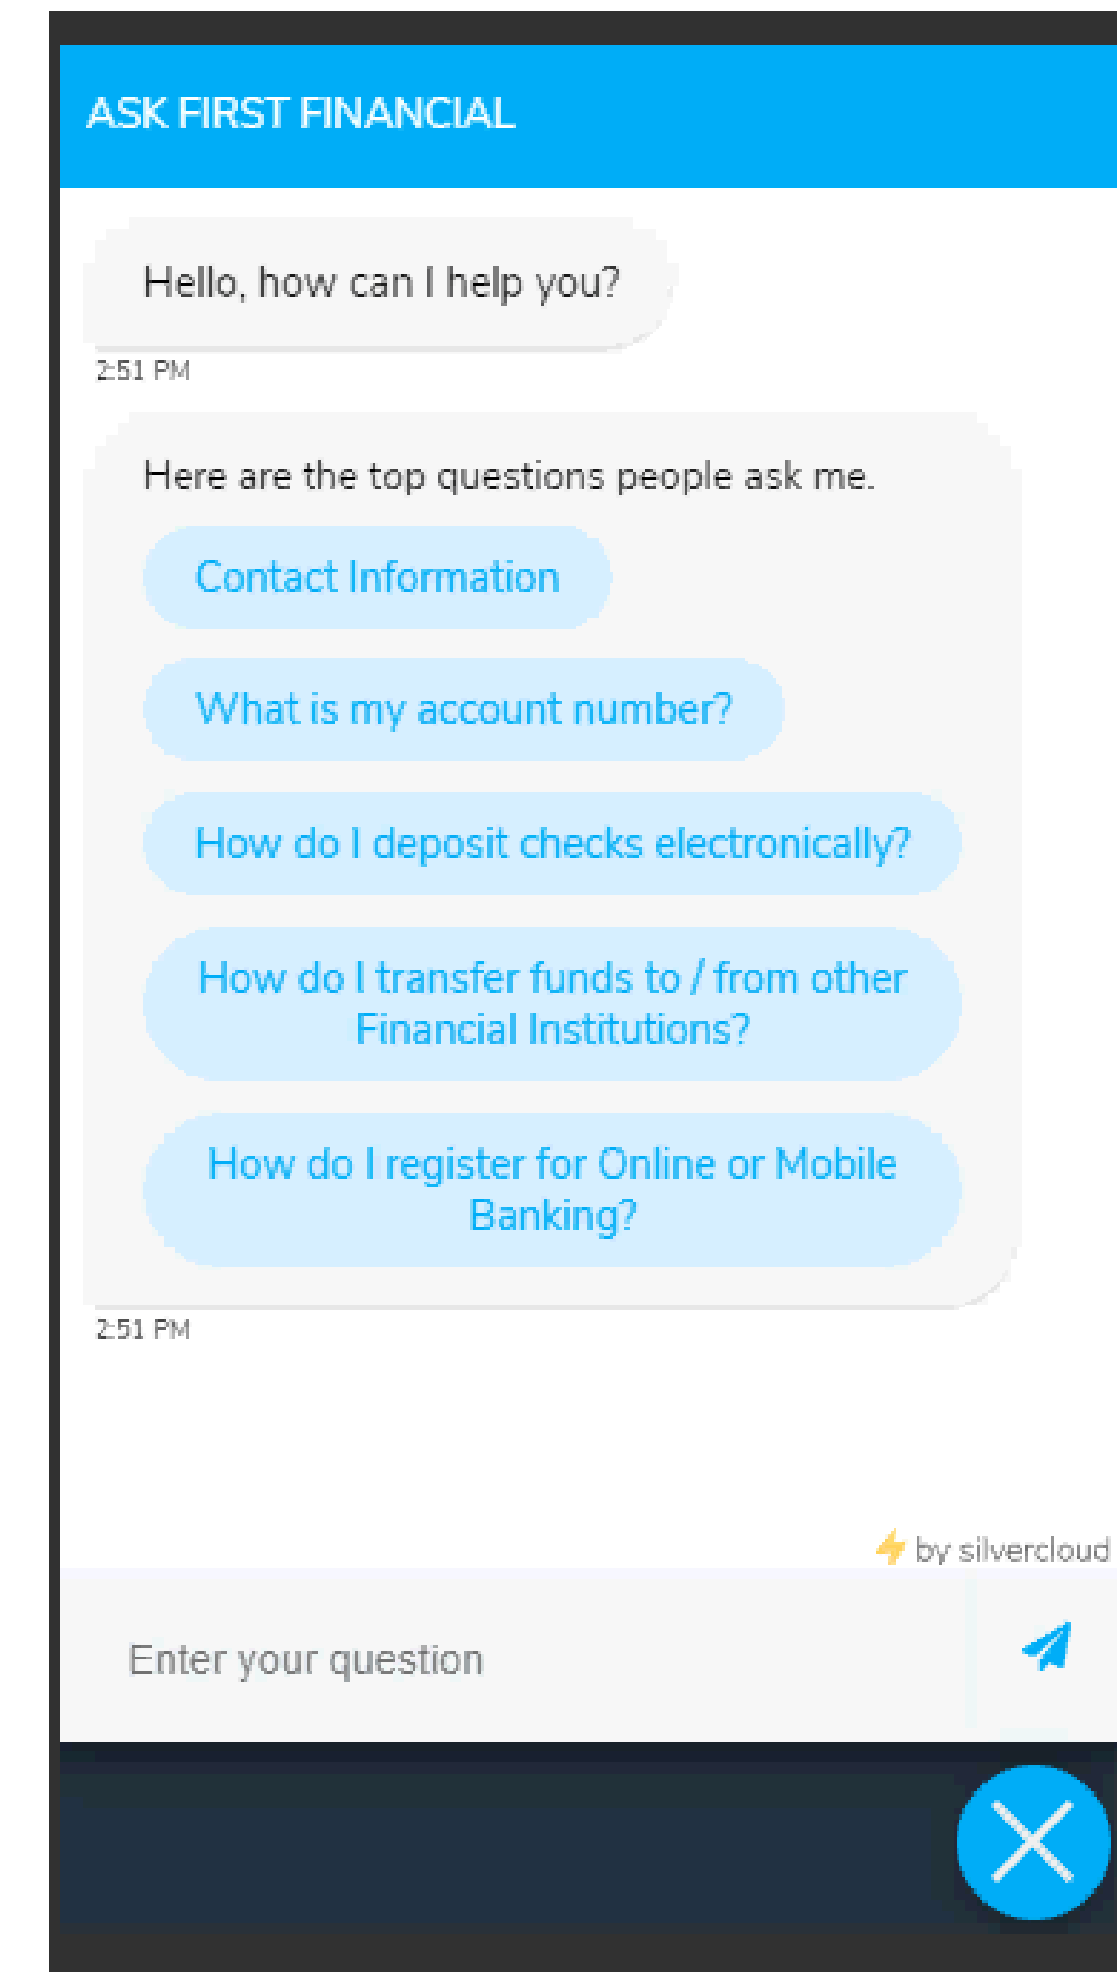 ASK FIRST FINANCIAL
Hello, how can I help you?
2:51 PM
Here are the top questions people ask me.
Contact Information
What is my account number?
How do I deposit checks electronically?
How do I transfer funds to / from other
Financial Institutions?
How do I register for Online or Mobile
Banking?
2:51 PM
by silvercloud
Enter your question